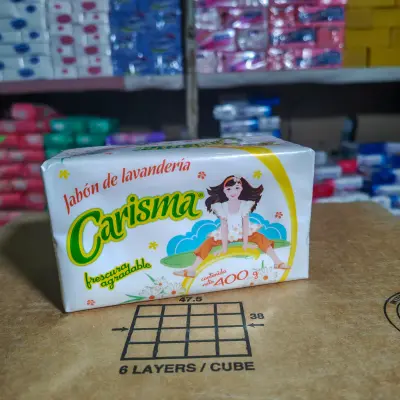 Jabón de lavandería
Carisma
frescura
agradable
contenido
neto 400 g
47.5
38
6 LAYERS / CUBE